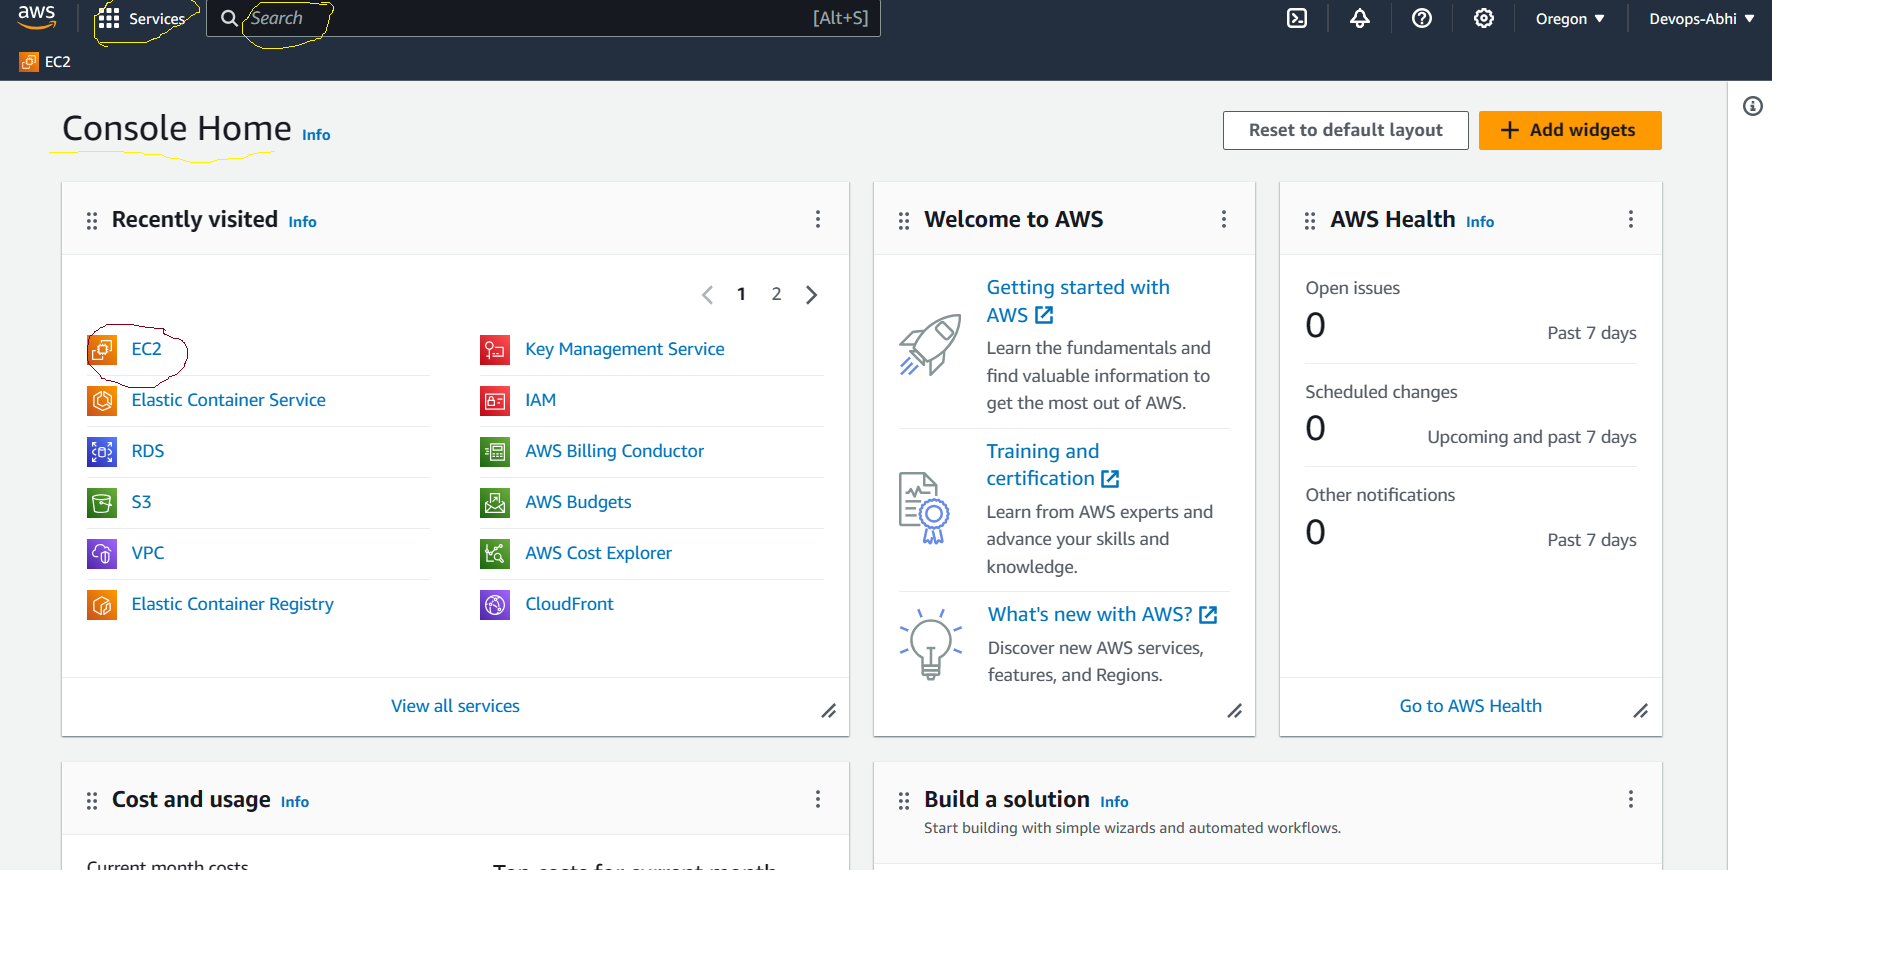 aws
Services
Search
[Alt+S]
Oregon
Devops-Abhi
EC2
Console Home Info
Reset to default layout
Add widgets
Recently visited Info
1 2
EC2
Elastic Container Service
RDS
S3
VPC
Elastic Container Registry
Key Management Service
IAM
AWS Billing Conductor
AWS Budgets
AWS Cost Explorer
CloudFront
View all services
Welcome to AWS
Getting started with
AWS
Learn the fundamentals and
find valuable information to
get the most out of AWS.
Training and
certification
Learn from AWS experts and
advance your skills and
knowledge.
What's new with AWS?
Discover new AWS services,
features, and Regions.
AWS Health Info
Open issues
0
Past 7 days
Scheduled changes
0
Upcoming and past 7 days
Other notifications
0
Past 7 days
Go to AWS Health
Cost and usage Info
Current month costs
Top costs for current month
Build a solution Info
Start building with simple wizards and automated workflows.